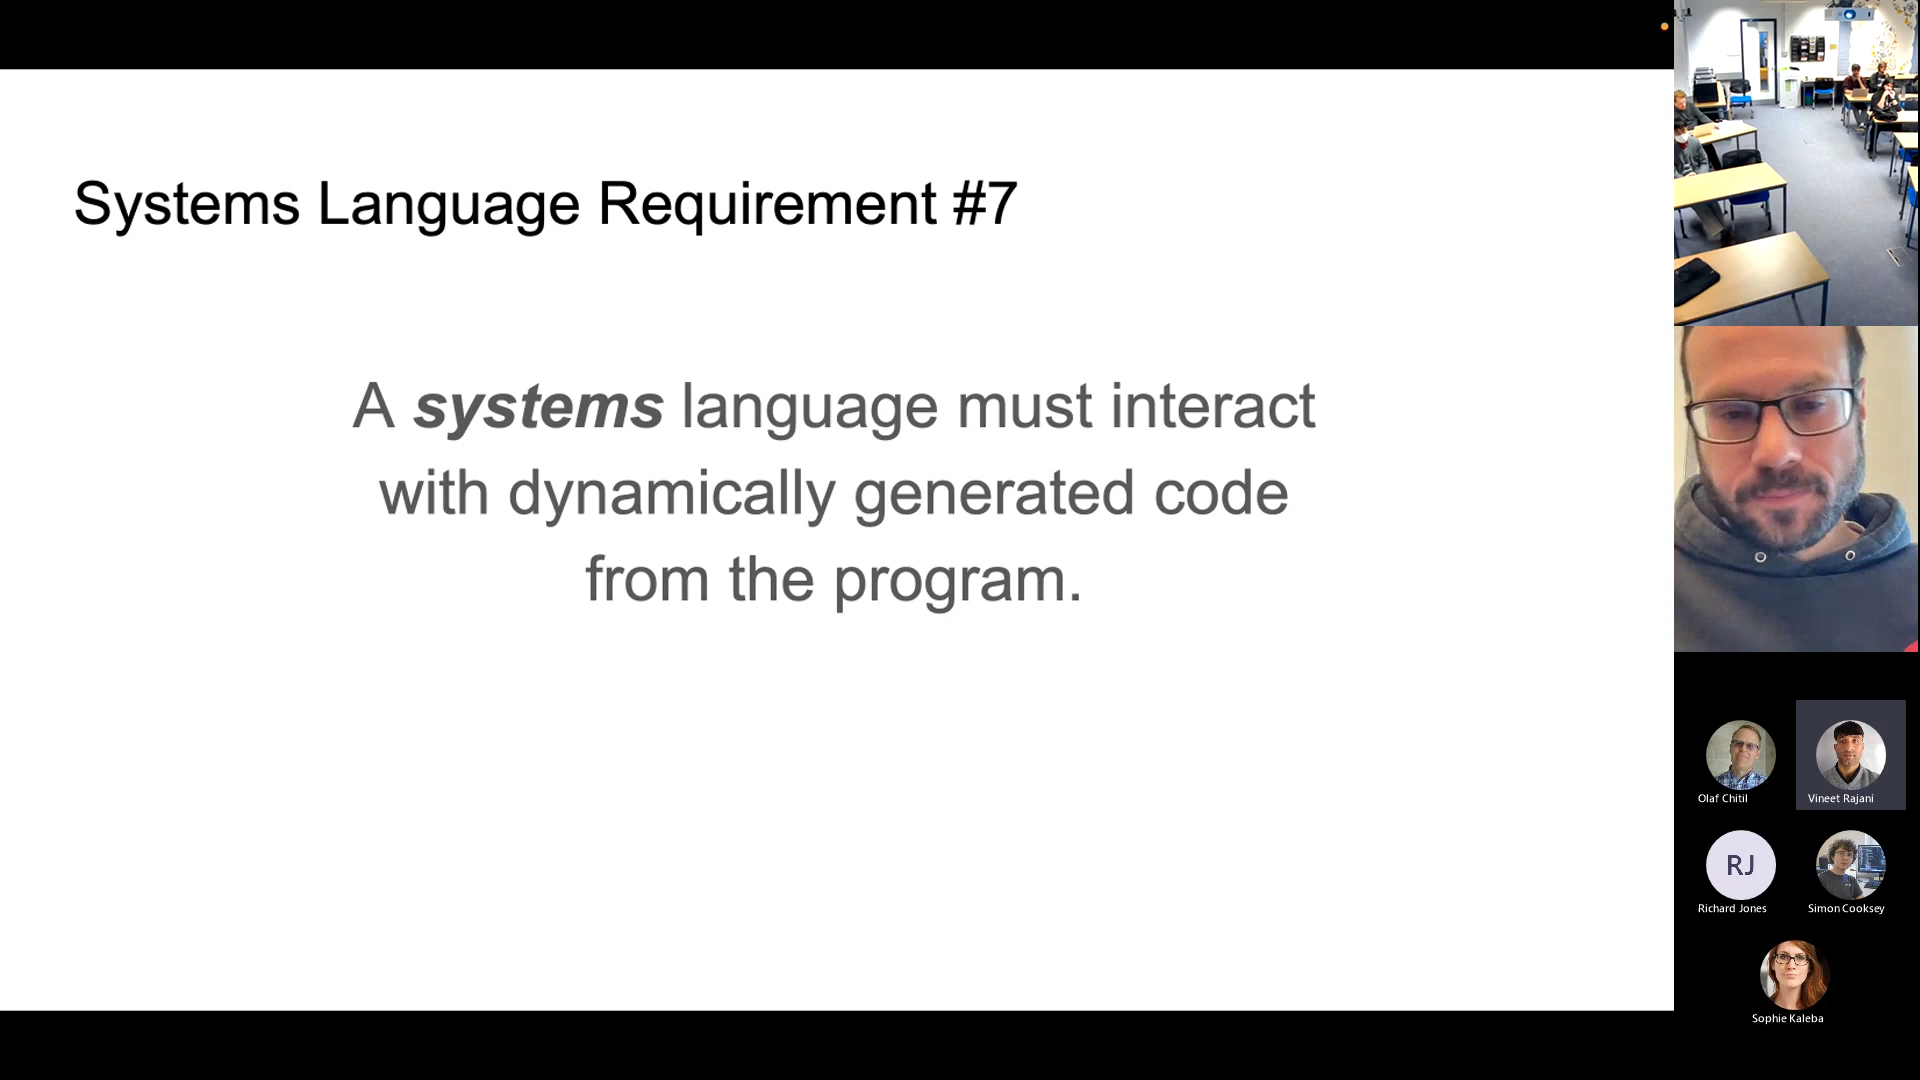 Systems Language Requirement #7
A systems language must interact
with dynamically generated code
from the program.
Olaf Chitil
Vineet Rajani
RJ
Richard Jones
Simon Cooksey
Sophie Kaleba